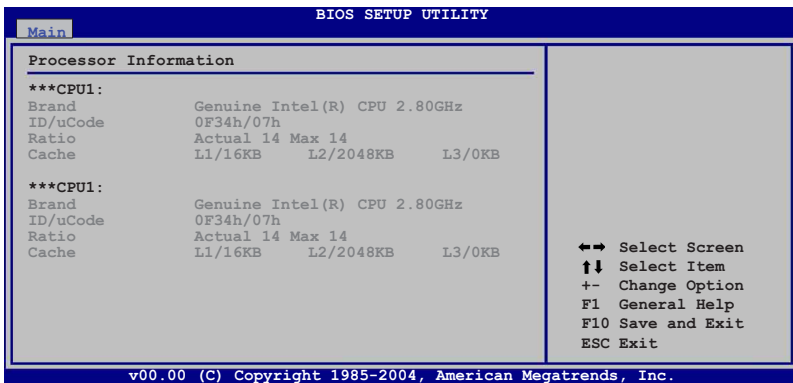 BIOS SETUP UTILITY
Main
Processor Information
***CPU1:
Brand Genuine Intel(R) CPU 2.80GHz
ID/uCode 0F34h/07h
Ratio Actual 14 Max 14
Cache L1/16KB L2/2048KB L3/0KB
***CPU1:
Brand Genuine Intel(R) CPU 2.80GHz
ID/uCode 0F34h/07h
Ratio Actual 14 Max 14
Cache L1/16KB L2/2048KB L3/0KB
←→ Select Screen
↑↓ Select Item
+- Change Option
F1 General Help
F10 Save and Exit
ESC Exit
v00.00 (C) Copyright 1985-2004, American Megatrends, Inc.